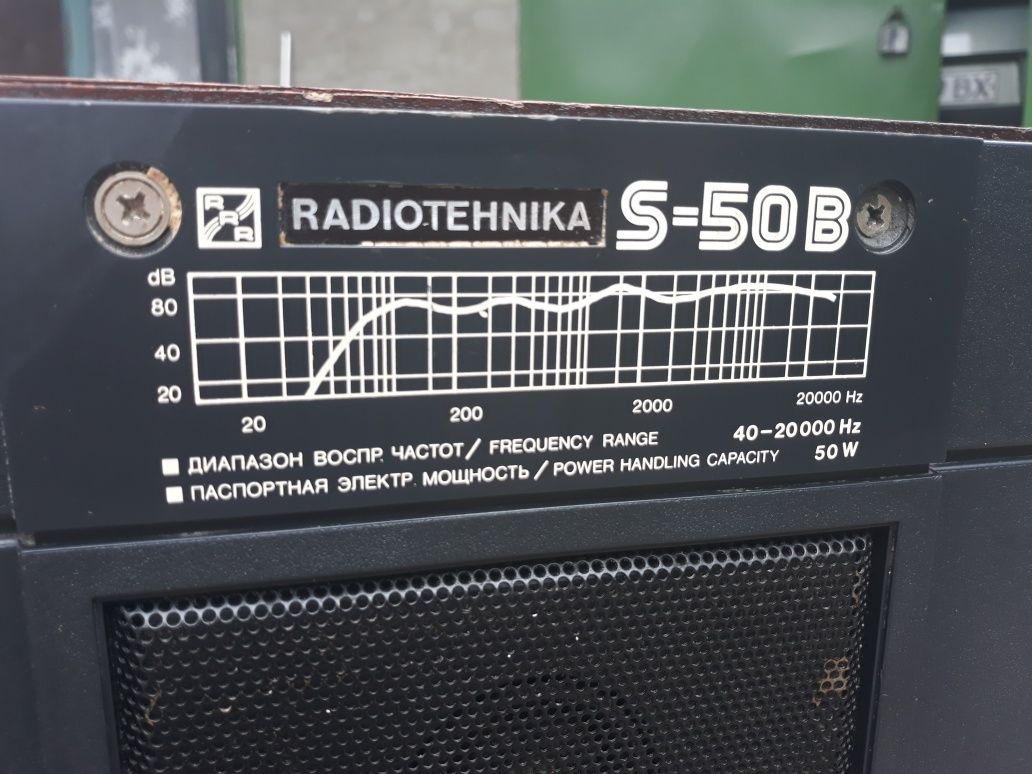 BX
RRR RADIOTEHNIKA S-50B
dB
80
40
20
20 200 2000 20000 Hz
■ ДИАПАЗОН ВОСПР. ЧАСТОТ / FREQUENCY RANGE 40-20000 Hz
■ ПАСПОРТНАЯ ЭЛЕКТР. МОЩНОСТЬ / POWER HANDLING CAPACITY 50 W